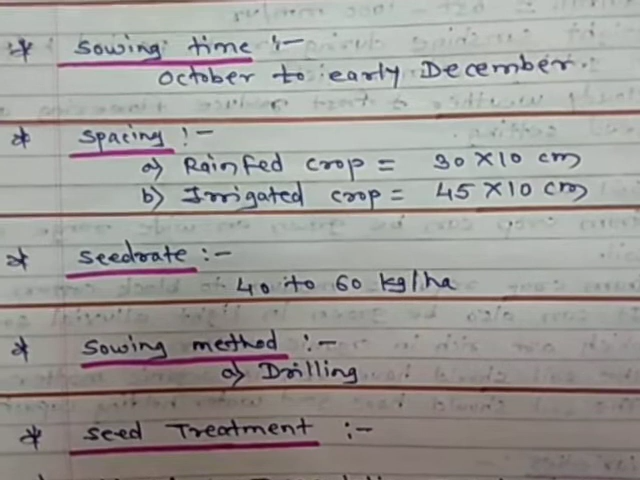 * Sowing time :-
October to early December.
* Spacing :-
a) Rainfed crop = 30 X 10 cm
b) Irrigated crop = 45 X 10 cm
* Seedrate :-
40 to 60 kg/ha
* Sowing method :-
a) Drilling
* Seed Treatment :-